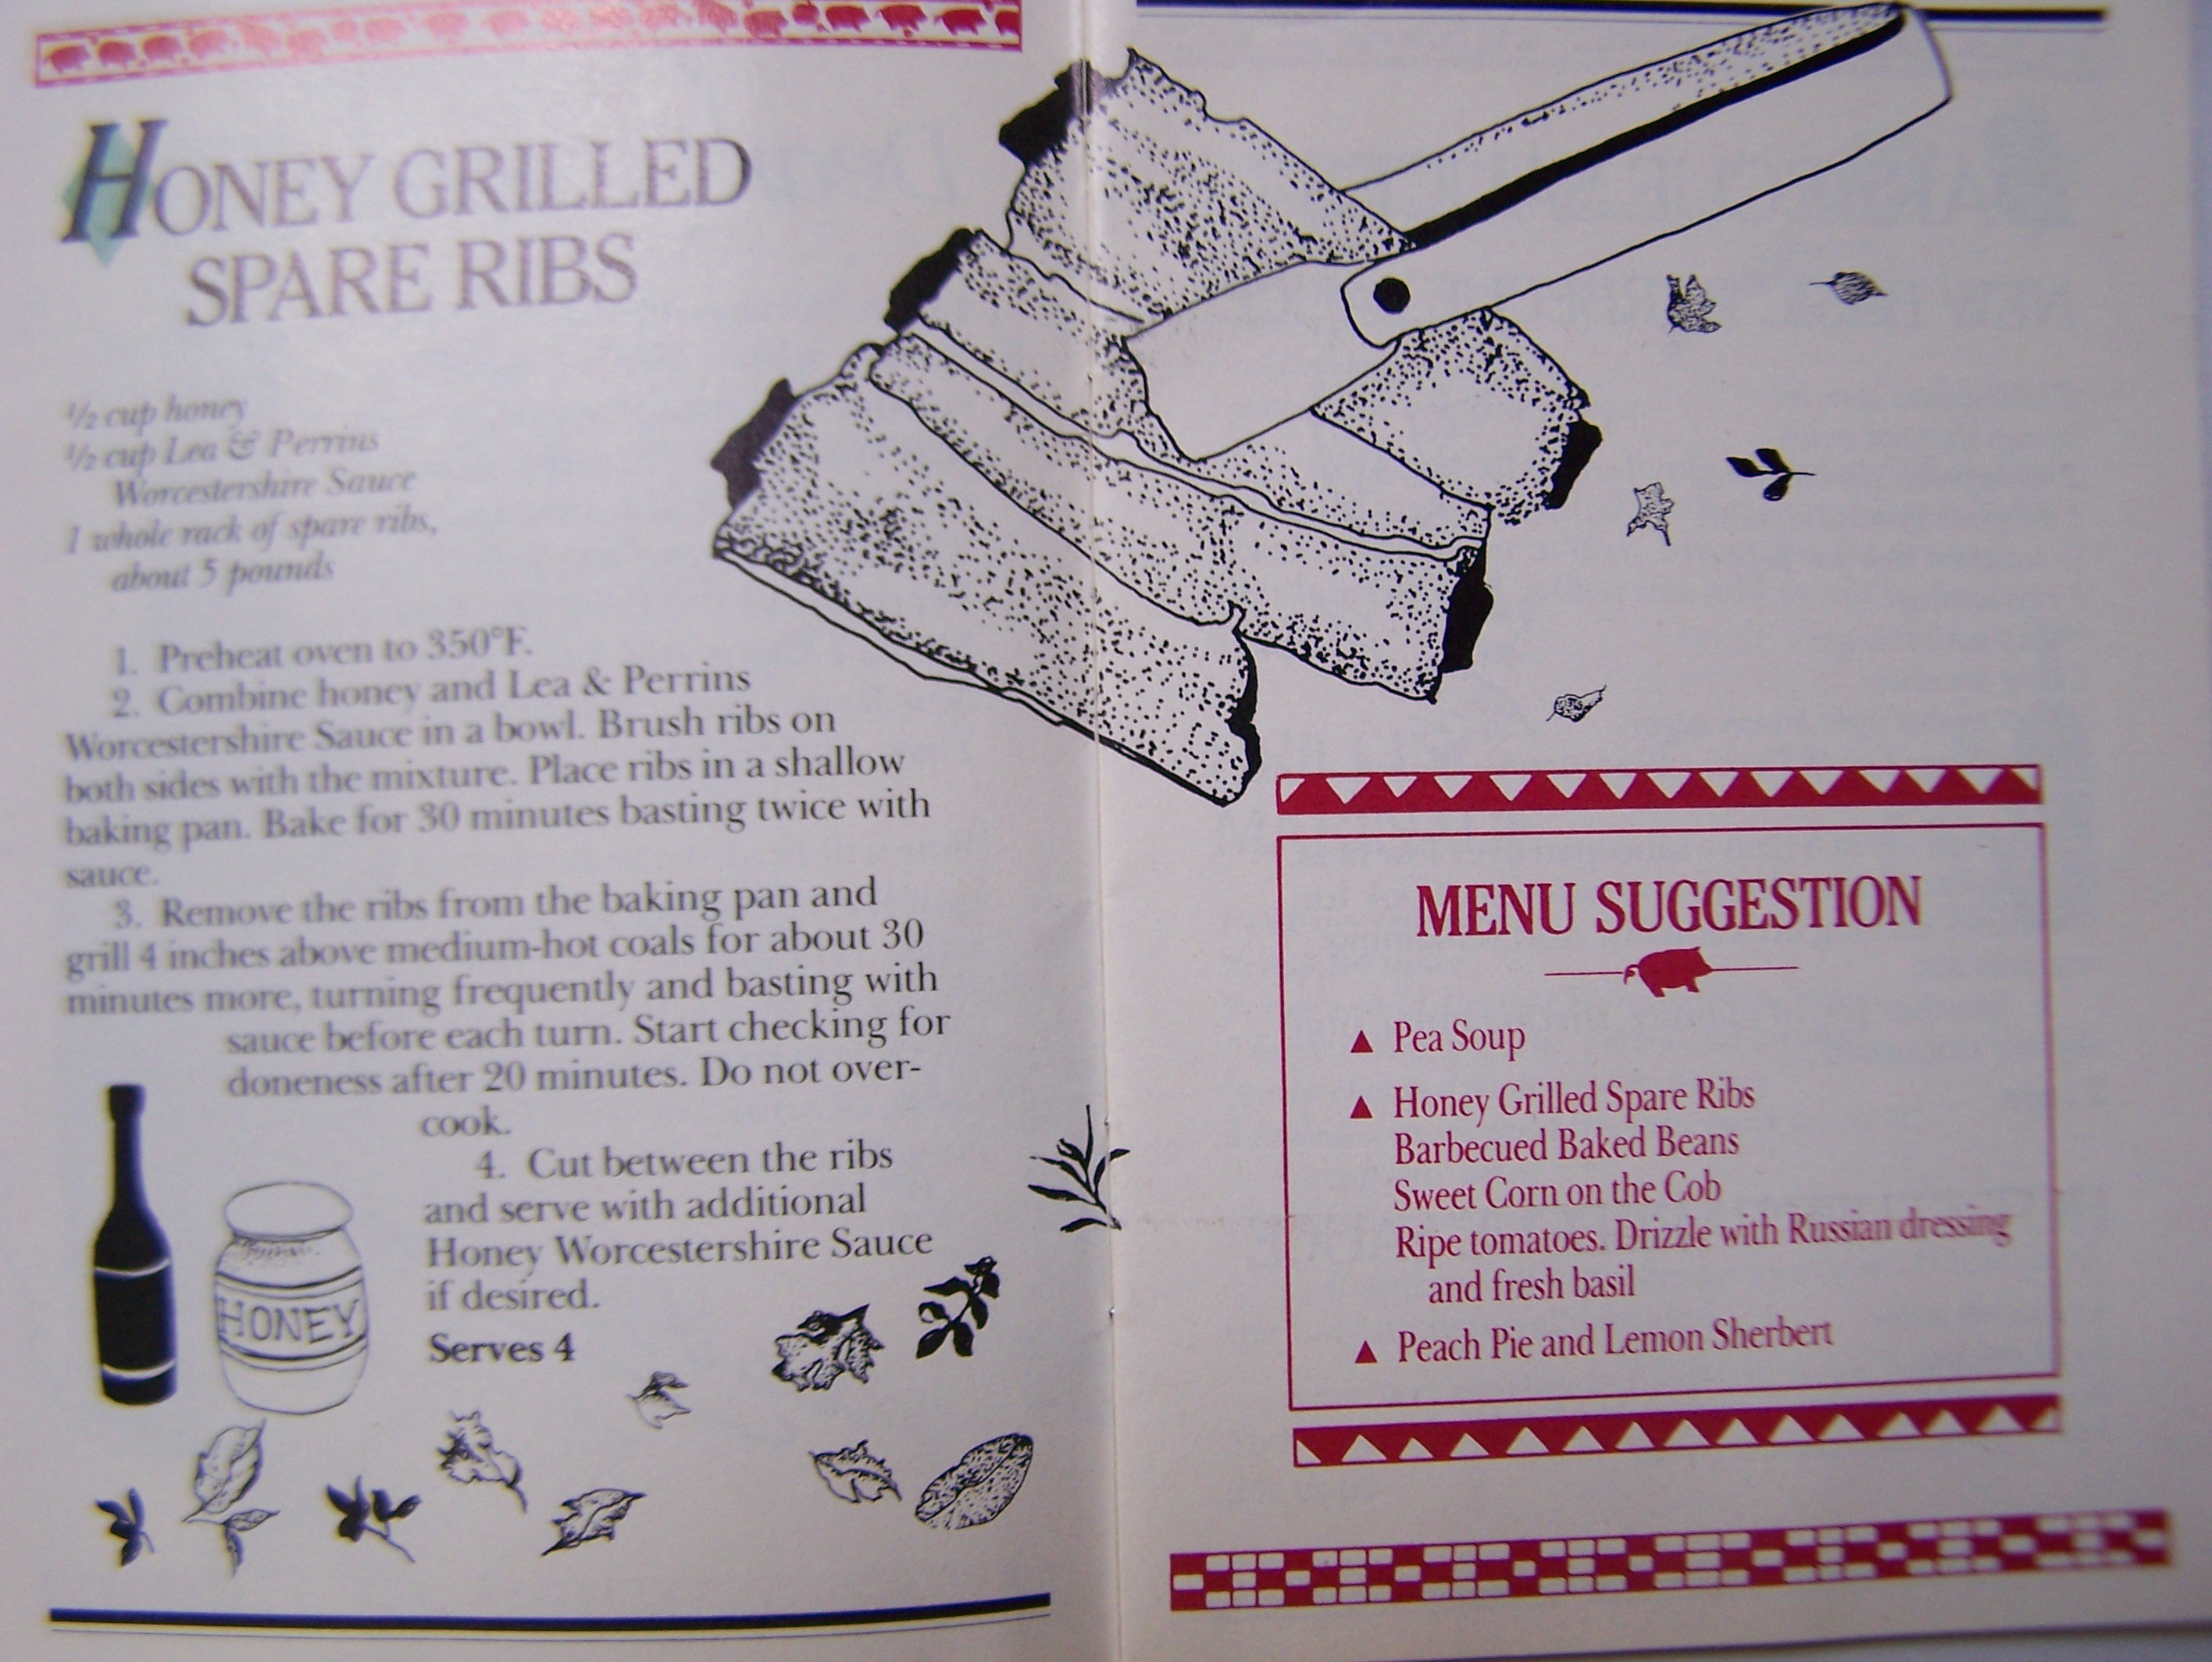 HONEY GRILLED
SPARE RIBS
½ cup honey
½ cup Lea & Perrins
Worcestershire Sauce
1 whole rack of spare ribs,
about 5 pounds
1. Preheat oven to 350°F.
2. Combine honey and Lea & Perrins
Worcestershire Sauce in a bowl. Brush ribs on
both sides with the mixture. Place ribs in a shallow
baking pan. Bake for 30 minutes basting twice with
sauce.
3. Remove the ribs from the baking pan and
grill 4 inches above medium-hot coals for about 30
minutes more, turning frequently and basting with
sauce before each turn. Start checking for
doneness after 20 minutes. Do not over-
cook.
4. Cut between the ribs
and serve with additional
Honey Worcestershire Sauce
if desired.
Serves 4
HONEY
MENU SUGGESTION
▲ Pea Soup
▲ Honey Grilled Spare Ribs
Barbecued Baked Beans
Sweet Corn on the Cob
Ripe tomatoes. Drizzle with Russian dressing
and fresh basil
▲ Peach Pie and Lemon Sherbert